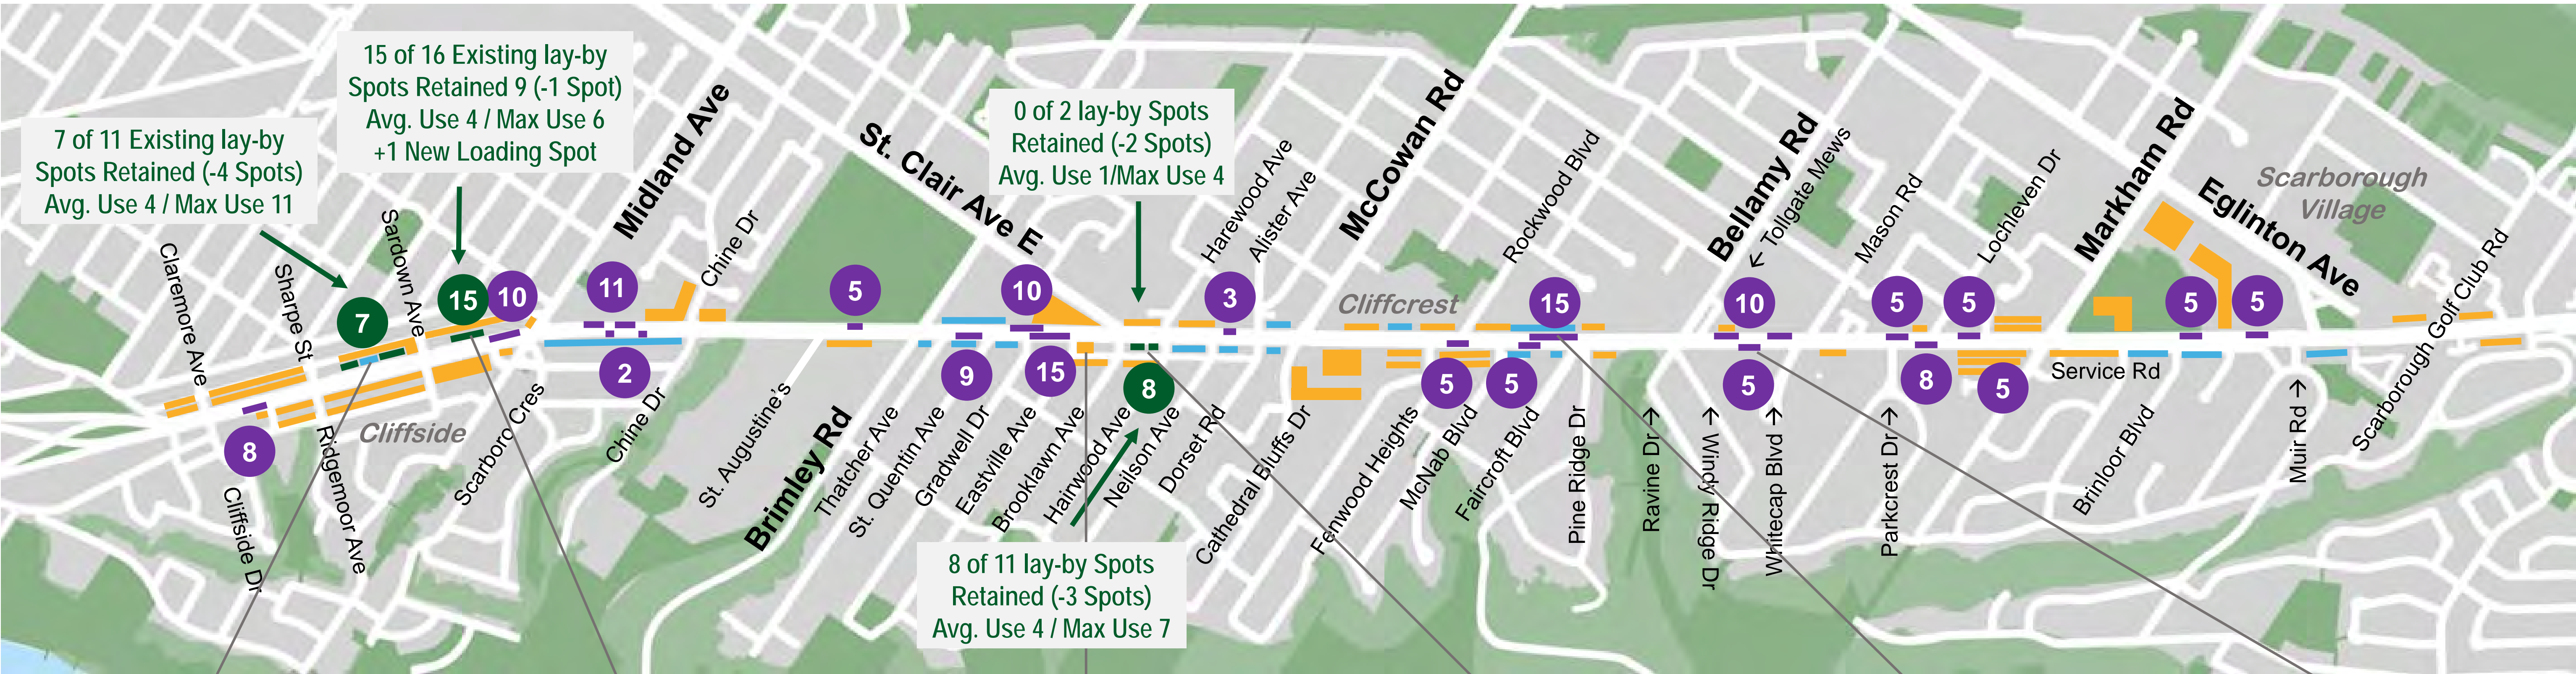 15 of 16 Existing lay-by
Spots Retained 9 (-1 Spot)
Avg. Use 4 / Max Use 6
+1 New Loading Spot
7 of 11 Existing lay-by
Spots Retained (-4 Spots)
Avg. Use 4 / Max Use 11
0 of 2 lay-by Spots
Retained (-2 Spots)
Avg. Use 1/Max Use 4
8 of 11 lay-by Spots
Retained (-3 Spots)
Avg. Use 4 / Max Use 7
Midland Ave
St. Clair Ave E
McCowan Rd
Bellamy Rd
Markham Rd
Eglinton Ave
Scarborough
Village
Claremore Ave
Sharpe St
Sardown Ave
Chine Dr
Harewood Ave
Alister Ave
Rockwood Blvd
← Tollgate Mews
Mason Rd
Lochleven Dr
Scarborough Golf Club Rd
Cliffcrest
7
15
10
11
5
10
3
15
10
5
5
5
5
8
2
9
15
8
5
5
5
8
5
Cliffside
Service Rd
Cliffside Dr
Ridgemoor Ave
Scarboro Cres
Chine Dr
St. Augustine's
Brimley Rd
Thatcher Ave
St. Quentin Ave
Gradwell Dr
Eastville Ave
Brooklawn Ave
Hairwood Ave
Neilson Ave
Dorset Rd
Cathedral Bluffs Dr
Fenwood Heights
McNab Blvd
Faircroft Blvd
Pine Ridge Dr
Ravine Dr →
← Windy Ridge Dr
Whitecap Blvd →
Parkcrest Dr →
Brinloor Blvd
Muir Rd →